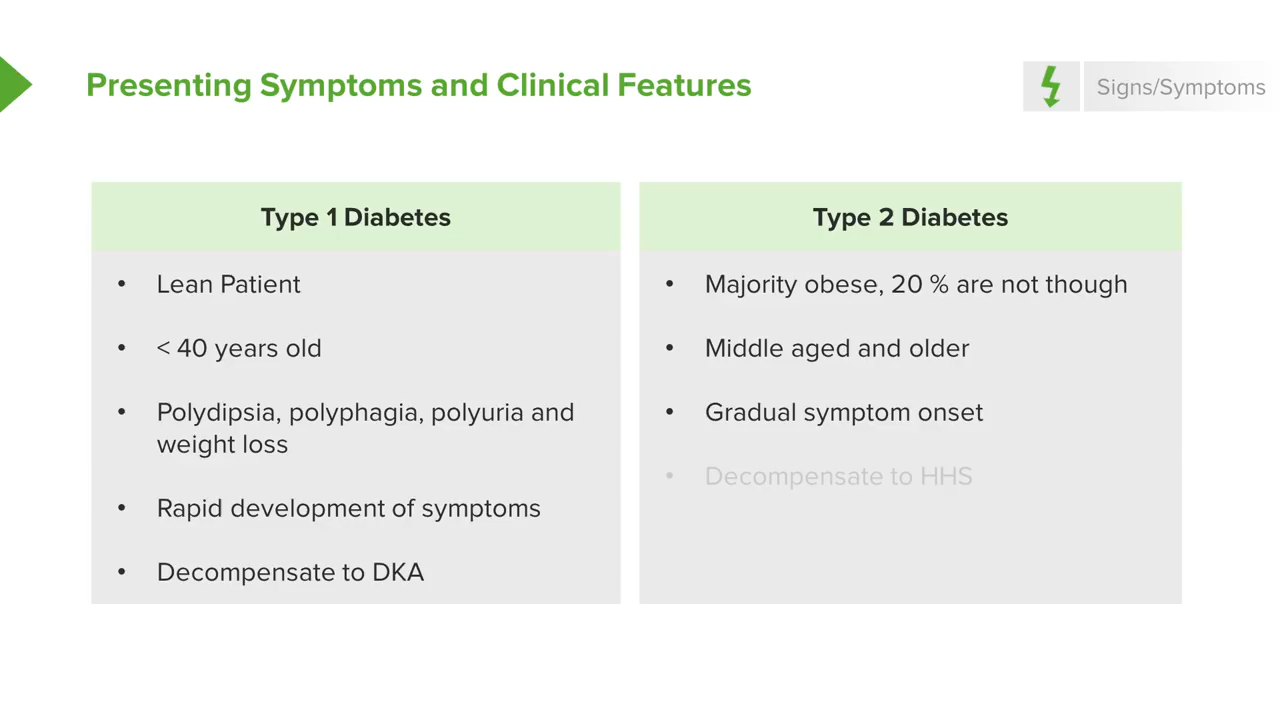 Presenting Symptoms and Clinical Features
Signs/Symptoms
Type 1 Diabetes
• Lean Patient
• < 40 years old
• Polydipsia, polyphagia, polyuria and
weight loss
• Rapid development of symptoms
• Decompensate to DKA
Type 2 Diabetes
• Majority obese, 20 % are not though
• Middle aged and older
• Gradual symptom onset
• Decompensate to HHS